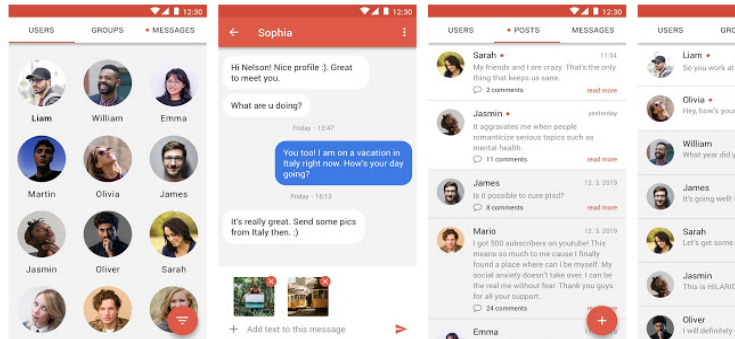 12:30
USERS GROUPS • MESSAGES
Liam William Emma
Martin Olivia James
Jasmin Oliver Sarah
12:30
Sophia
Hi Nelson! Nice profile :). Great
to meet you.
What are u doing?
Friday - 12:47
You too! I am on a vacation in
Italy right now. How's your day
going?
Friday - 16:12
It's really great. Send some pics
from Italy then. :)
+ Add text to this message
12:30
USERS • POSTS MESSAGES
Sarah • 11:54
My friends and I are crazy. That's the only
thing that keeps us sane.
2 comments read more
Jasmin • yesterday
It aggravates me when people
romanticize serious topics such as
mental health.
11 comments read more
James 12. 3. 2019
Is it possible to cure ptsd?
8 comments read more
Mario 12. 3. 2019
I got 500 subscribers on youtube! This
means so much to me cause I finally
found a place where can I be myself. My
social anxiety doesn't take over. I can be
the real me without fear. Thank you guys
for all your support.
24 comments
Emma
USERS
Liam •
So you work at
Olivia •
Hey, how's your
William
What year did y
James
It's going well!
Sarah
Let's get some
Jasmin
This is HILARIO
Oliver
I will definitely